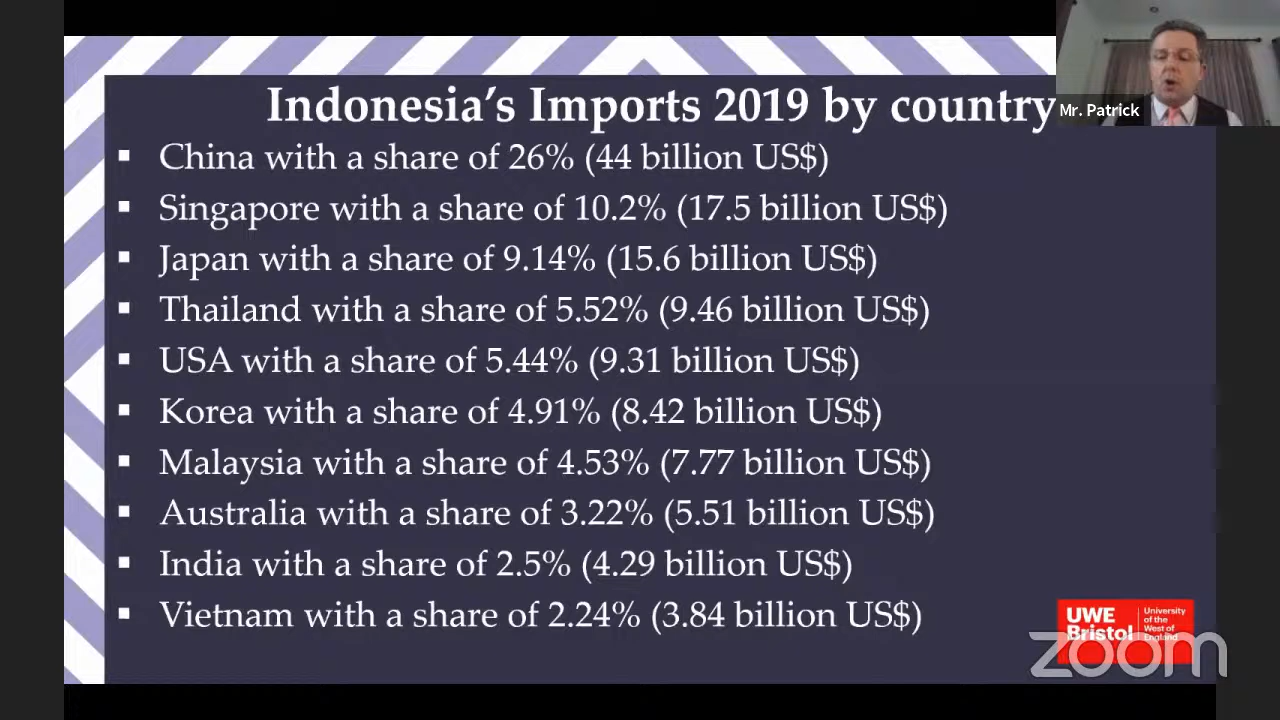 Indonesia's Imports 2019 by country
Mr. Patrick
▪ China with a share of 26% (44 billion US$)
▪ Singapore with a share of 10.2% (17.5 billion US$)
▪ Japan with a share of 9.14% (15.6 billion US$)
▪ Thailand with a share of 5.52% (9.46 billion US$)
▪ USA with a share of 5.44% (9.31 billion US$)
▪ Korea with a share of 4.91% (8.42 billion US$)
▪ Malaysia with a share of 4.53% (7.77 billion US$)
▪ Australia with a share of 3.22% (5.51 billion US$)
▪ India with a share of 2.5% (4.29 billion US$)
▪ Vietnam with a share of 2.24% (3.84 billion US$)
UWE
Bristol
University
of the
West of
England
zoom